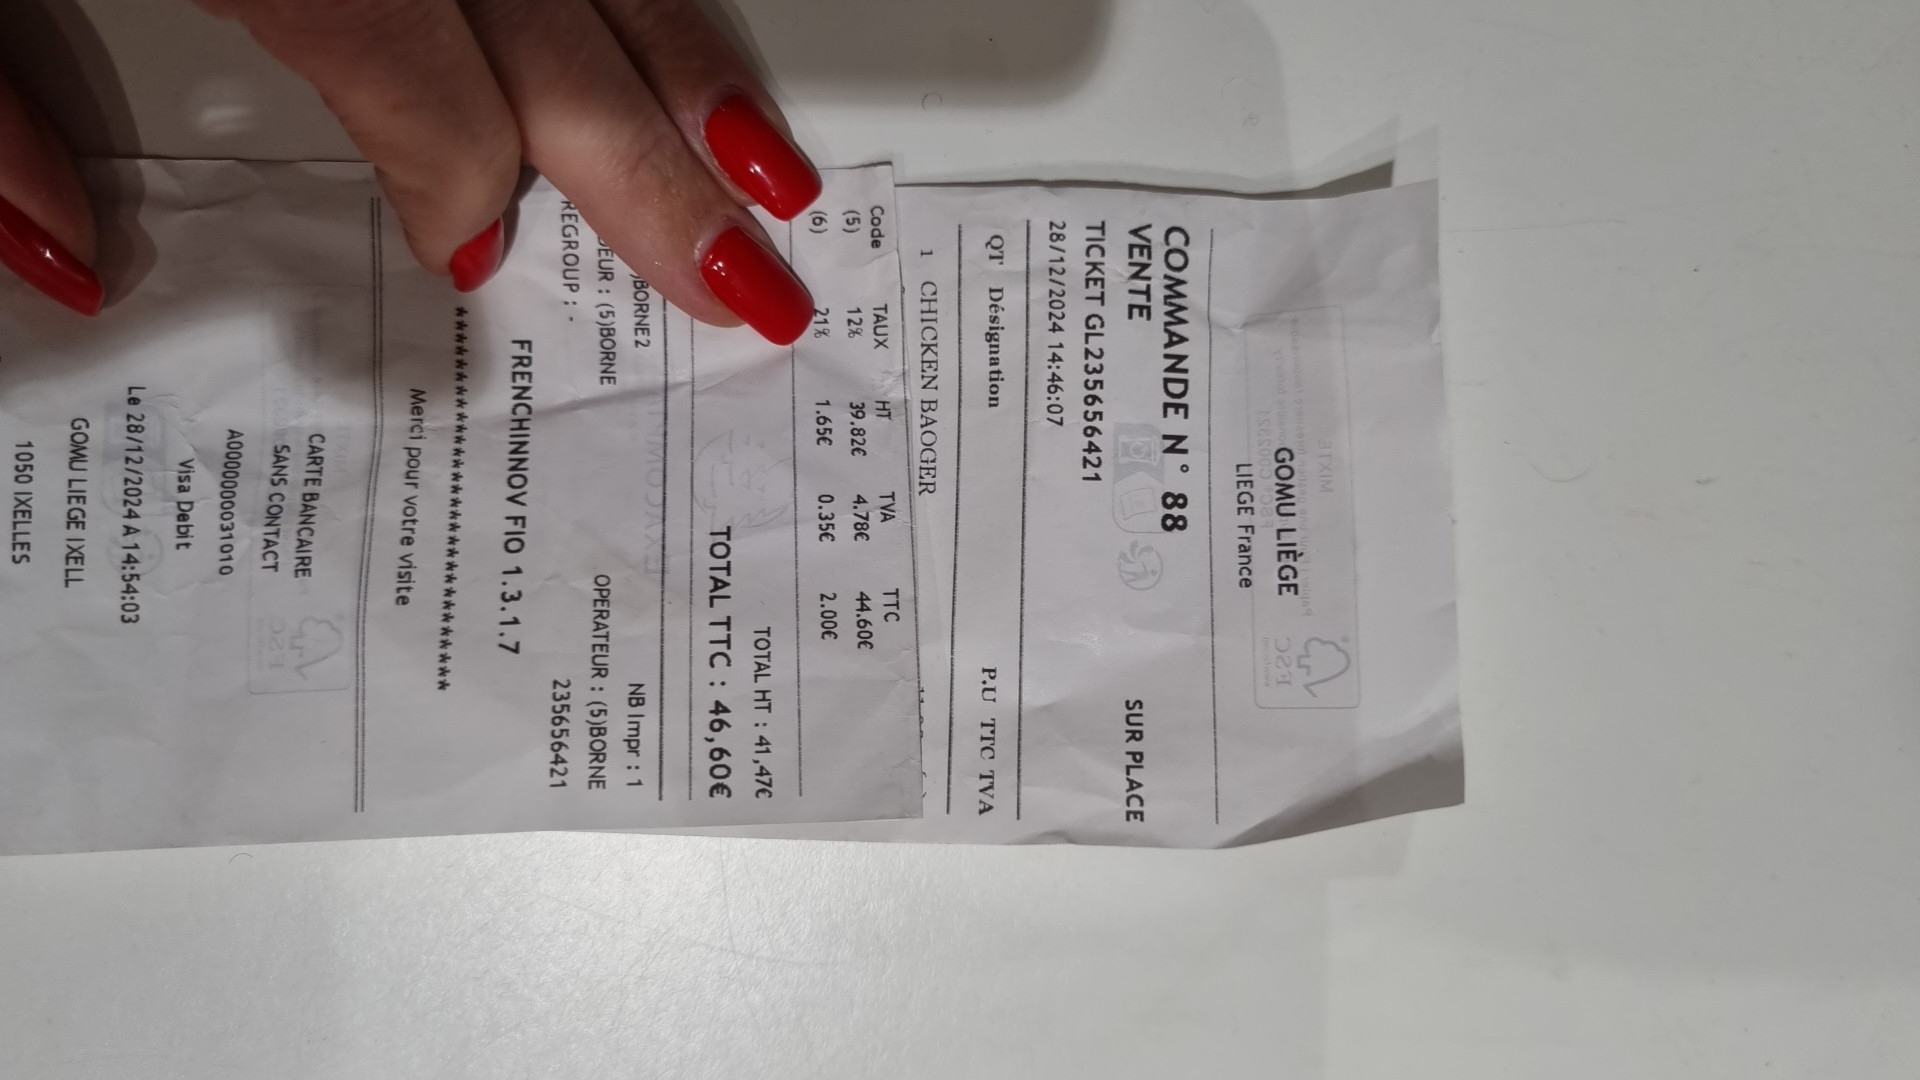 GOMU LIÈGE
LIEGE France
COMMANDE N° 88
VENTE SUR PLACE
TICKET GL235656421
28/12/2024 14:46:07
QT Désignation P.U TTC TVA
1 CHICKEN BAOGER
Code TAUX HT TVA TTC
(5) 12% 39.82€ 4.78€ 44.60€
(6) 21% 1.65€ 0.35€ 2.00€
TOTAL HT : 41,47€
TOTAL TTC : 46,60€
)BORNE2 NB Impr : 1
DEUR : (5)BORNE OPERATEUR : (5)BORNE
REGROUP : - 235656421
FRENCHINNOV FIO 1.3.1.7
Merci pour votre visite
CARTE BANCAIRE
SANS CONTACT
A0000000031010
Visa Debit
Le 28/12/2024 A 14:54:03
GOMU LIEGE IXELL
1050 IXELLES